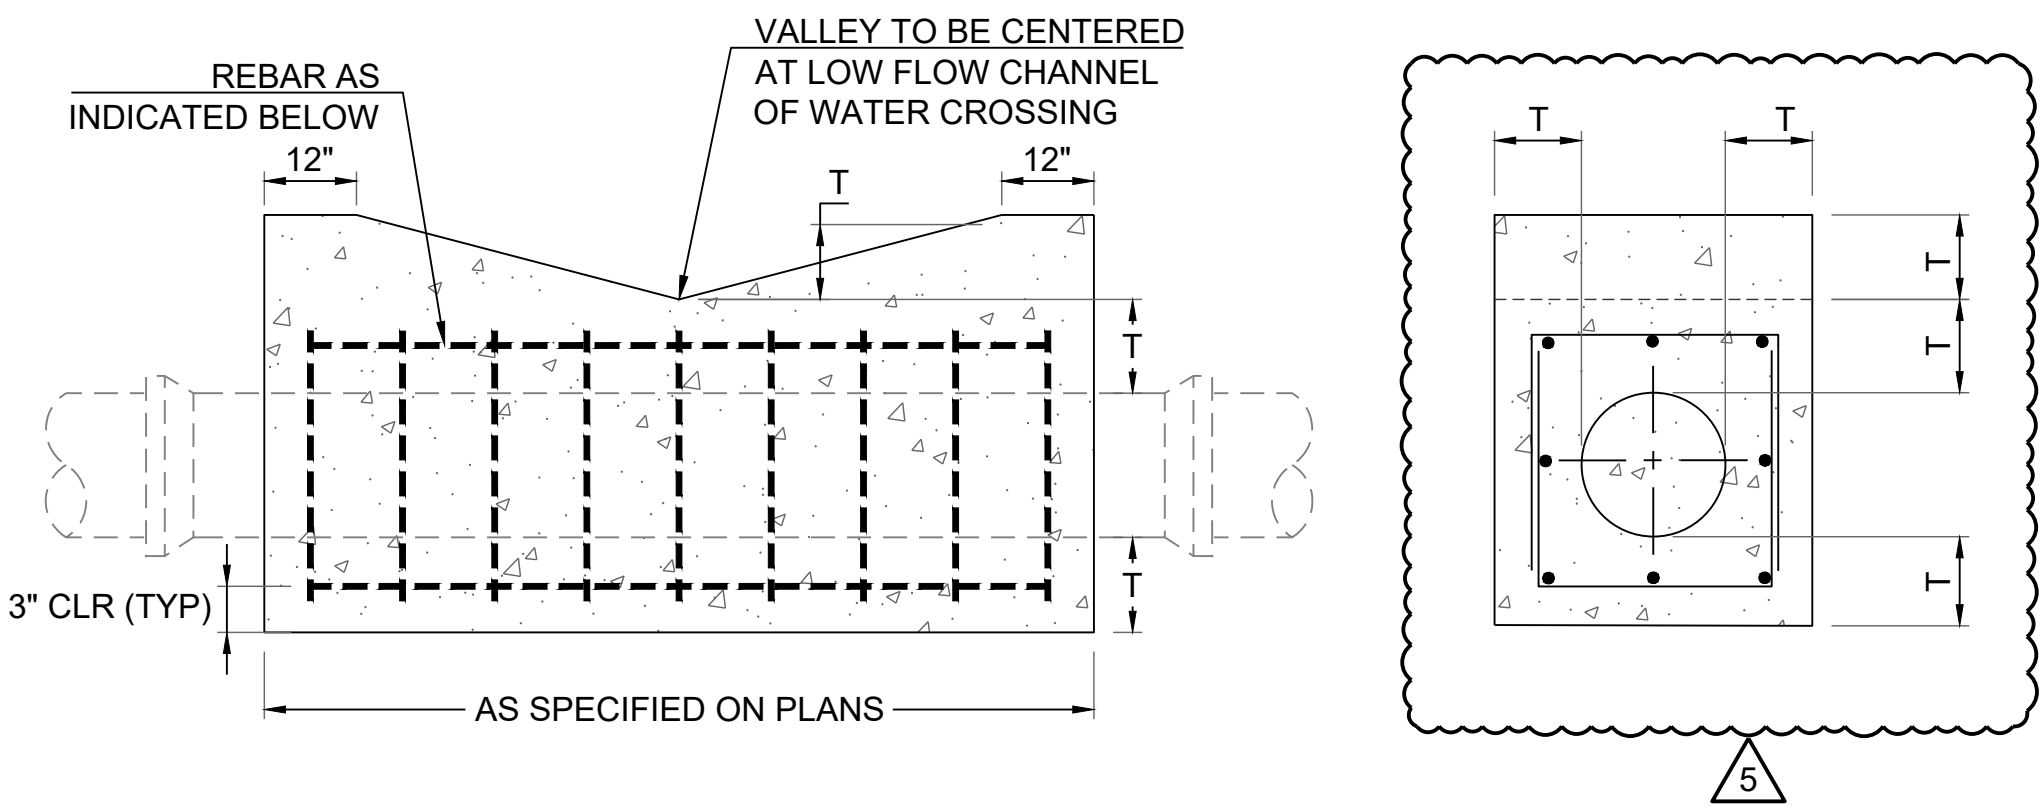 REBAR AS
INDICATED BELOW
VALLEY TO BE CENTERED
AT LOW FLOW CHANNEL
OF WATER CROSSING
12"
T
12"
T
T
3" CLR (TYP)
AS SPECIFIED ON PLANS
T
T
T
T
T
5